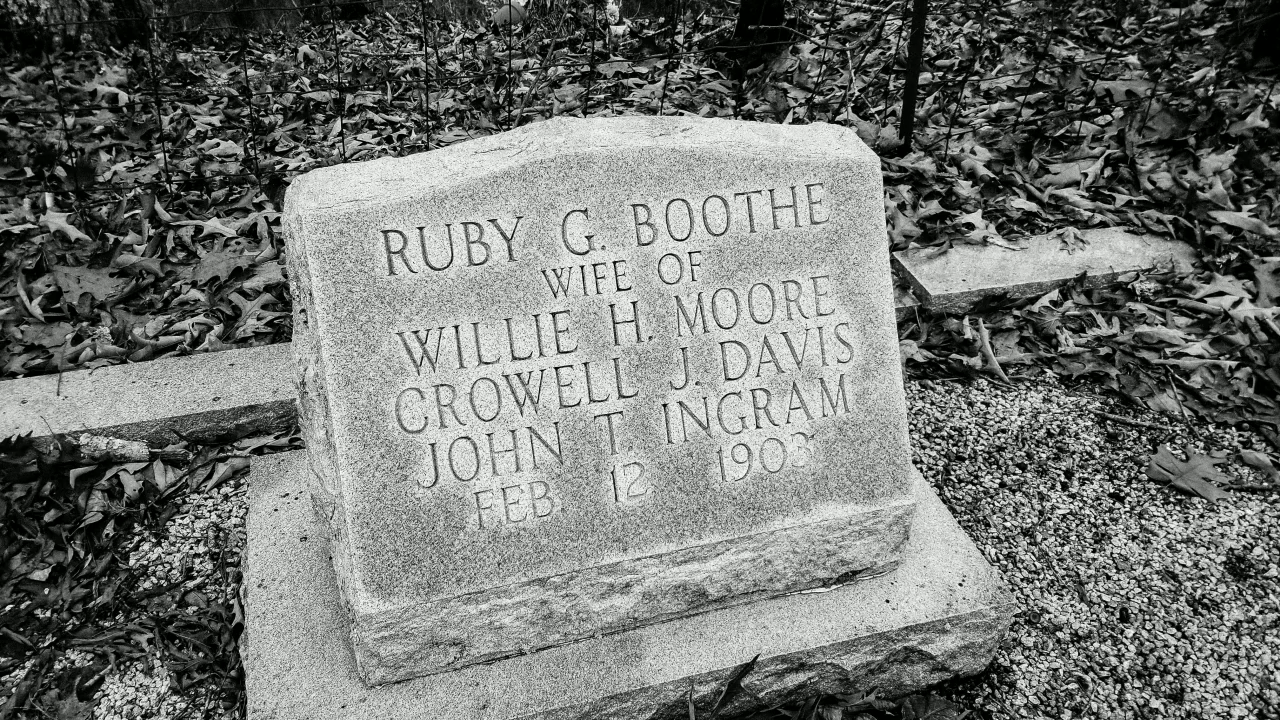 RUBY G. BOOTHE
WIFE OF
WILLIE H. MOORE
CROWELL J. DAVIS
JOHN T INGRAM
FEB. 12 1903